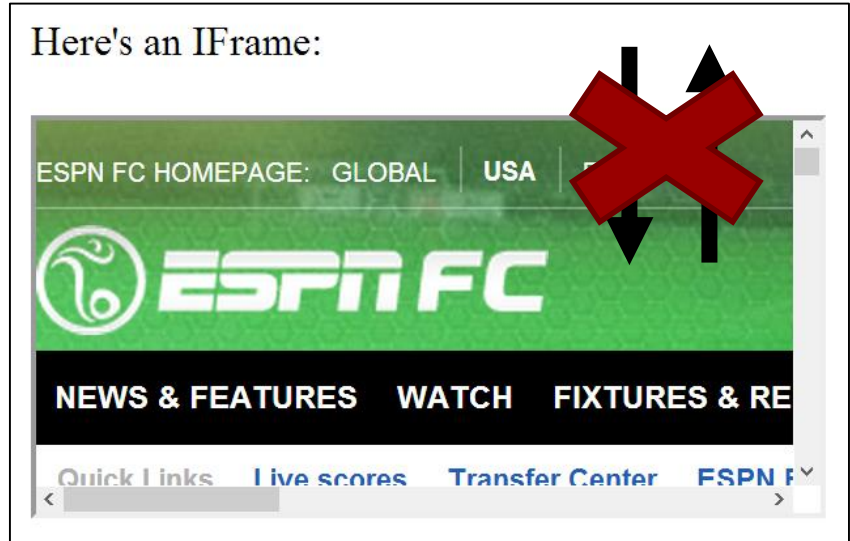 Here's an IFrame:
ESPN FC HOMEPAGE: GLOBAL USA
ESPN FC
NEWS & FEATURES WATCH FIXTURES & RE
Quick Links Live scores Transfer Center ESPN F